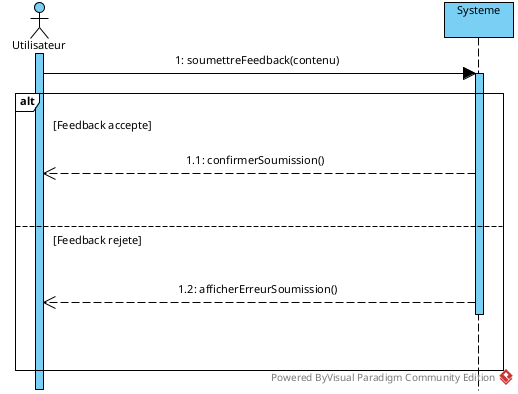 Utilisateur
Systeme
1: soumettreFeedback(contenu)
alt
[Feedback accepte]
1.1: confirmerSoumission()
[Feedback rejete]
1.2: afficherErreurSoumission()
Powered ByVisual Paradigm Community Edition